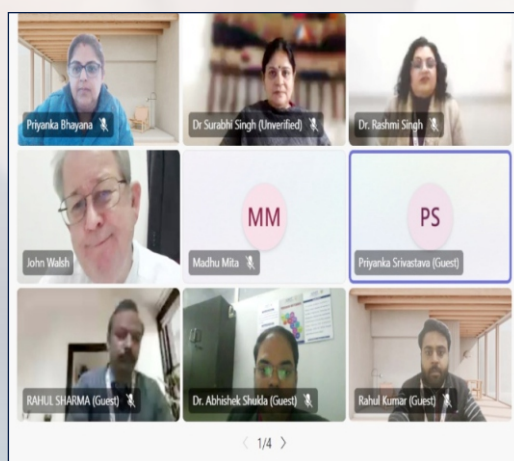 Priyanka Bhayana
Dr Surabhi Singh (Unverified)
Dr. Rashmi Singh
John Walsh
MM
Madhu Mita
PS
Priyanka Srivastava (Guest)
RAHUL SHARMA (Guest)
Dr. Abhishek Shukla (Guest)
Rahul Kumar (Guest)
1/4